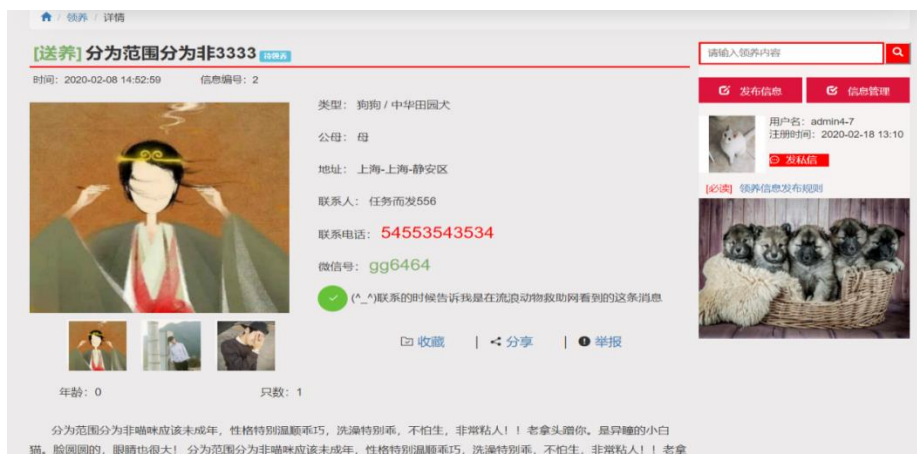 领养 / 详情
[送养] 分为范围分为非3333 待领养
时间：2020-02-08 14:52:59 信息编号：2
类型： 狗狗 / 中华田园犬
公母： 母
地址： 上海-上海-静安区
联系人： 任务而发556
联系电话： 54553543534
微信号： gg6464
(^_^)联系的时候告诉我是在流浪动物救助网看到的这条消息
收藏 | 分享 | 举报
年龄：0 只数：1
分为范围分为非喵咪应该未成年，性格特别温顺乖巧，洗澡特别乖，不怕生，非常粘人！！老拿头蹭你。是异瞳的小白
猫。脸圆圆的，眼睛也很大！ 分为范围分为非喵咪应该未成年，性格特别温顺乖巧，洗澡特别乖，不怕生，非常粘人！！老拿
请输入领养内容
发布信息 信息管理
用户名：admin4-7
注册时间：2020-02-18 13:10
发私信
[必读] 领养信息发布规则